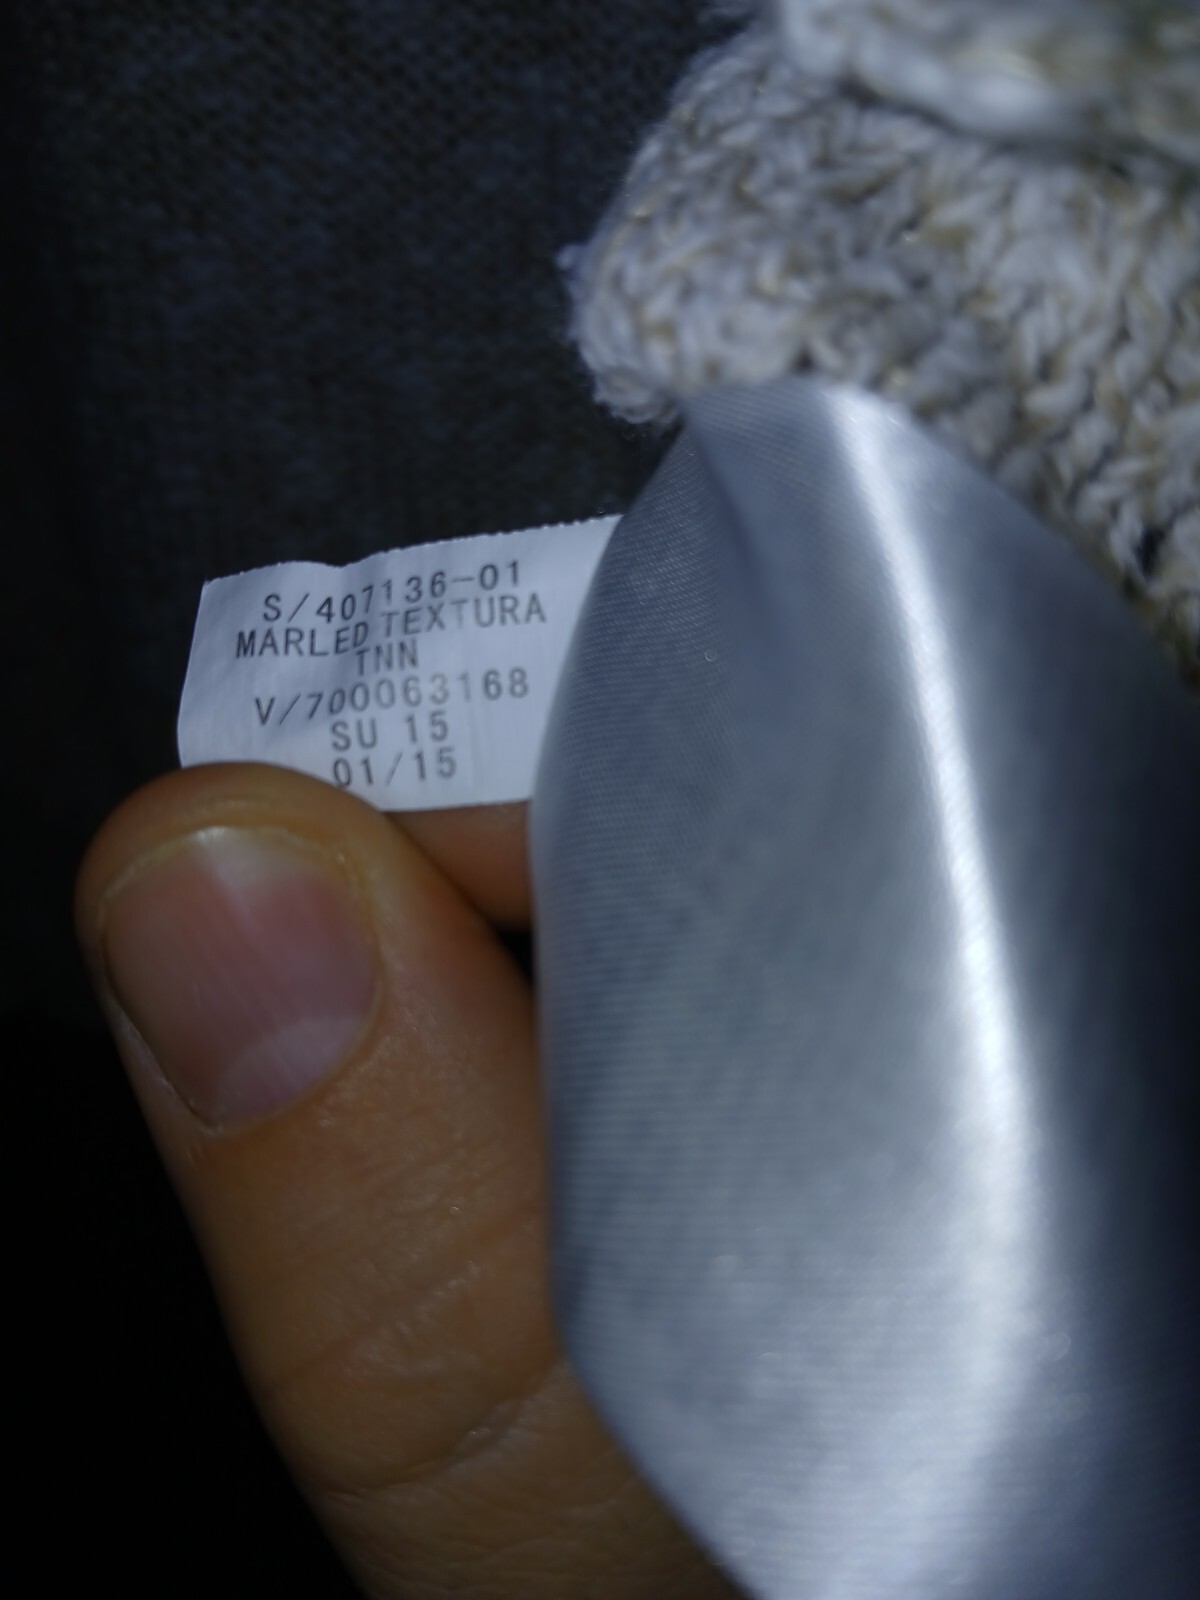 S/407136-01
MARLED TEXTURA
TNN
V/700063168
SU 15
01/15